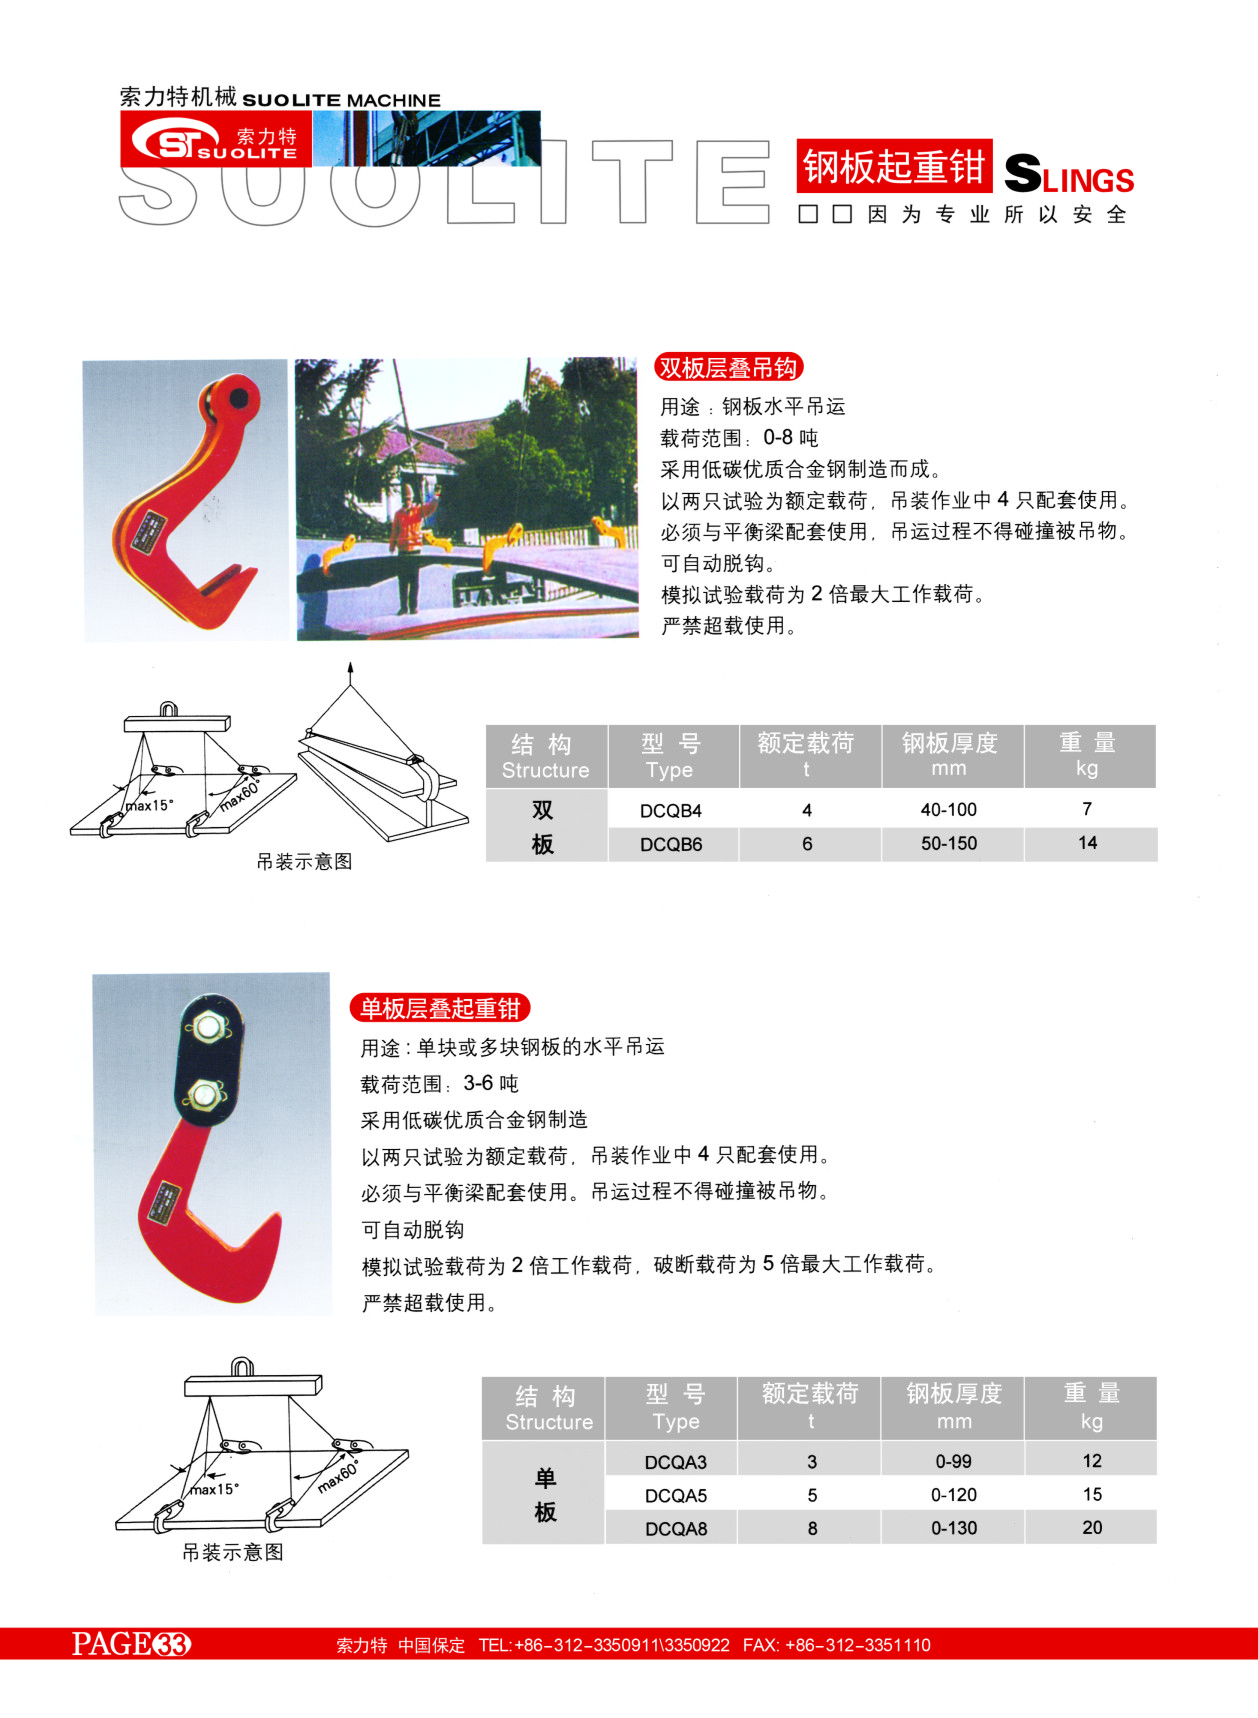 索力特机械 SUOLITE MACHINE
ST 索力特
SUOLITE
SUOLITE
钢板起重钳 SLINGS
□□因为专业所以安全
双板层叠吊钩
用途：钢板水平吊运
载荷范围：0-8 吨
采用低碳优质合金钢制造而成。
以两只试验为额定载荷，吊装作业中 4 只配套使用。
必须与平衡梁配套使用，吊运过程不得碰撞被吊物。
可自动脱钩。
模拟试验载荷为 2 倍最大工作载荷。
严禁超载使用。
max15°
max60°
吊装示意图
结 构 型 号 额定载荷 钢板厚度 重 量
Structure Type t mm kg
双板 DCQB4 4 40-100 7
DCQB6 6 50-150 14
单板层叠起重钳
用途：单块或多块钢板的水平吊运
载荷范围：3-6 吨
采用低碳优质合金钢制造
以两只试验为额定载荷，吊装作业中 4 只配套使用。
必须与平衡梁配套使用。吊运过程不得碰撞被吊物。
可自动脱钩
模拟试验载荷为 2 倍工作载荷，破断载荷为 5 倍最大工作载荷。
严禁超载使用。
max15°
max60°
吊装示意图
结 构 型 号 额定载荷 钢板厚度 重 量
Structure Type t mm kg
单板 DCQA3 3 0-99 12
DCQA5 5 0-120 15
DCQA8 8 0-130 20
PAGE33
索力特 中国保定 TEL:+86-312-3350911\3350922 FAX: +86-312-3351110